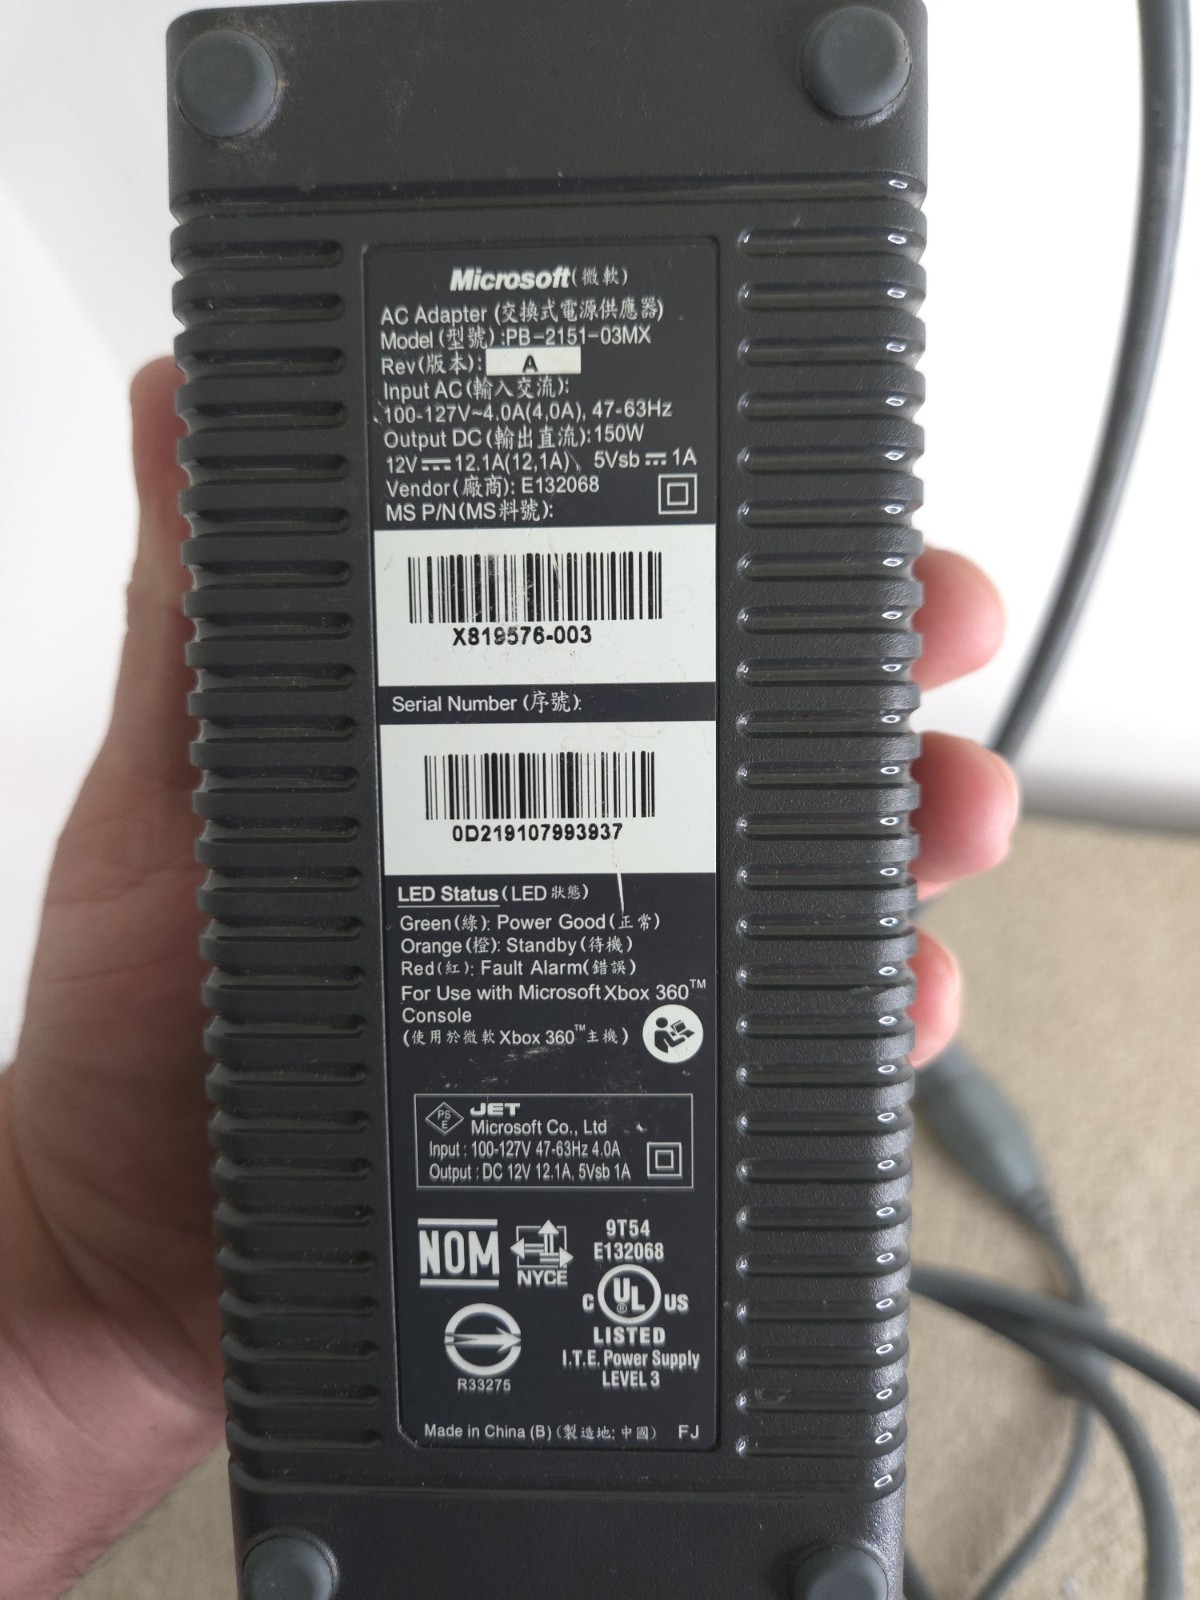 Microsoft(微軟)
AC Adapter (交換式電源供應器)
Model (型號) :PB-2151-03MX
Rev(版本): A
Input AC(輸入交流):
100-127V~4.0A(4,0A), 47-63Hz
Output DC(輸出直流):150W
12V⎓12.1A(12,1A)、5Vsb⎓1A
Vendor(廠商): E132068
MS P/N(MS料號):
X819576-003
Serial Number (序號):
0D219107993937
LED Status(LED 狀態)
Green(綠): Power Good(正常)
Orange(橙): Standby(待機)
Red(紅): Fault Alarm(錯誤)
For Use with Microsoft Xbox 360™
Console
(使用於微軟 Xbox 360™主機)
PS
E
JET
Microsoft Co., Ltd
Input : 100-127V 47-63Hz 4.0A
Output : DC 12V 12.1A, 5Vsb 1A
NOM
NYCE
9T54
E132068
C UL ® US
LISTED
I.T.E. Power Supply
LEVEL 3
R33275
Made in China (B) (製造地: 中國) FJ